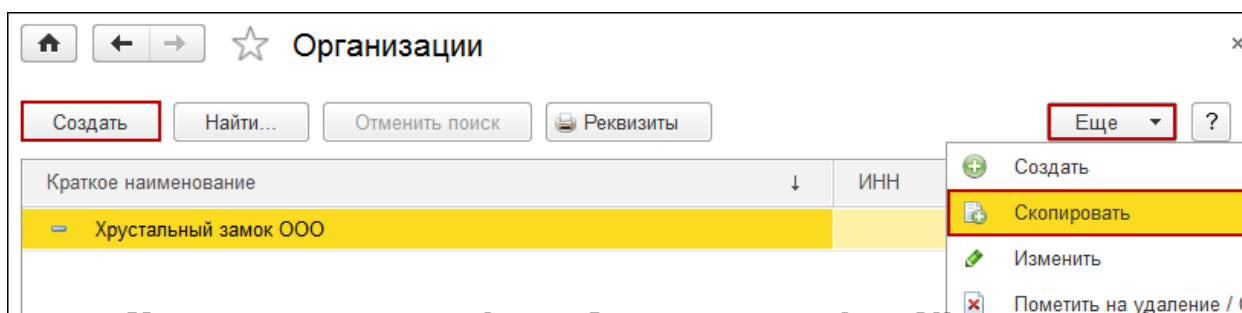 Организации
Создать Найти... Отменить поиск Реквизиты Еще ?
Краткое наименование ↓ ИНН
Хрустальный замок ООО
Создать
Скопировать
Изменить
Пометить на удаление /